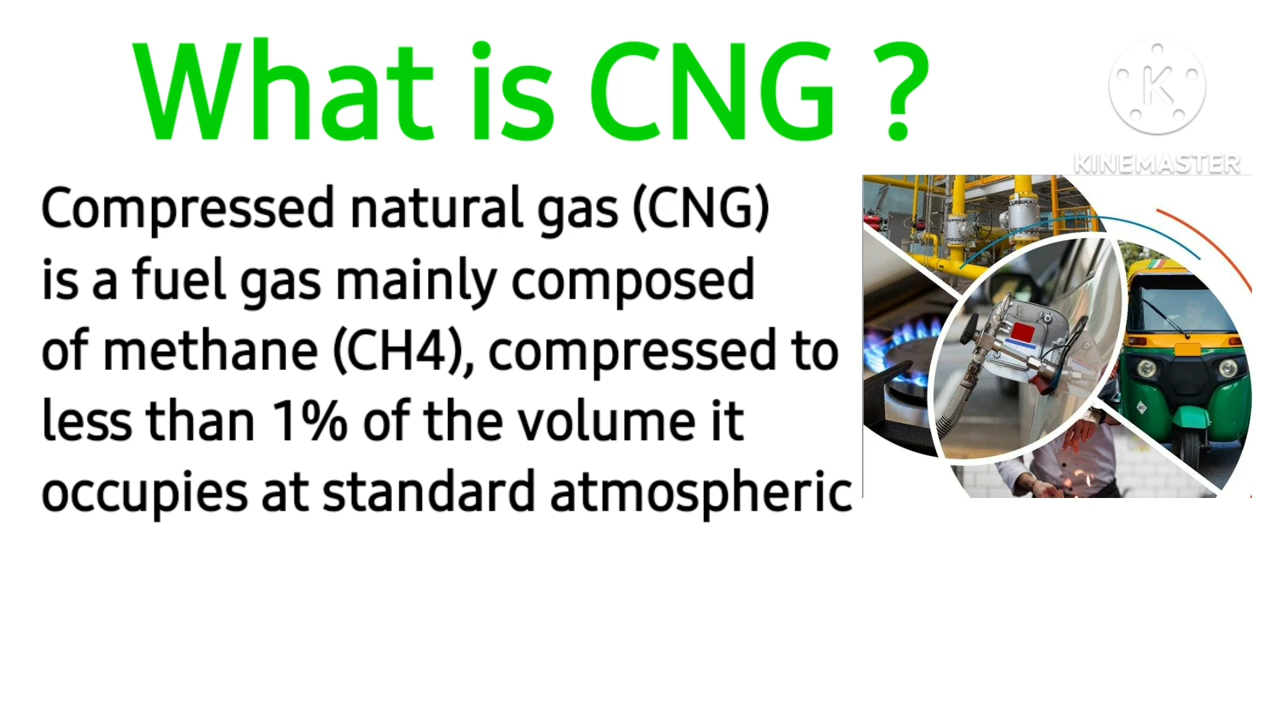 What is CNG ?
K
KINEMASTER
Compressed natural gas (CNG)
is a fuel gas mainly composed
of methane (CH4), compressed to
less than 1% of the volume it
occupies at standard atmospheric